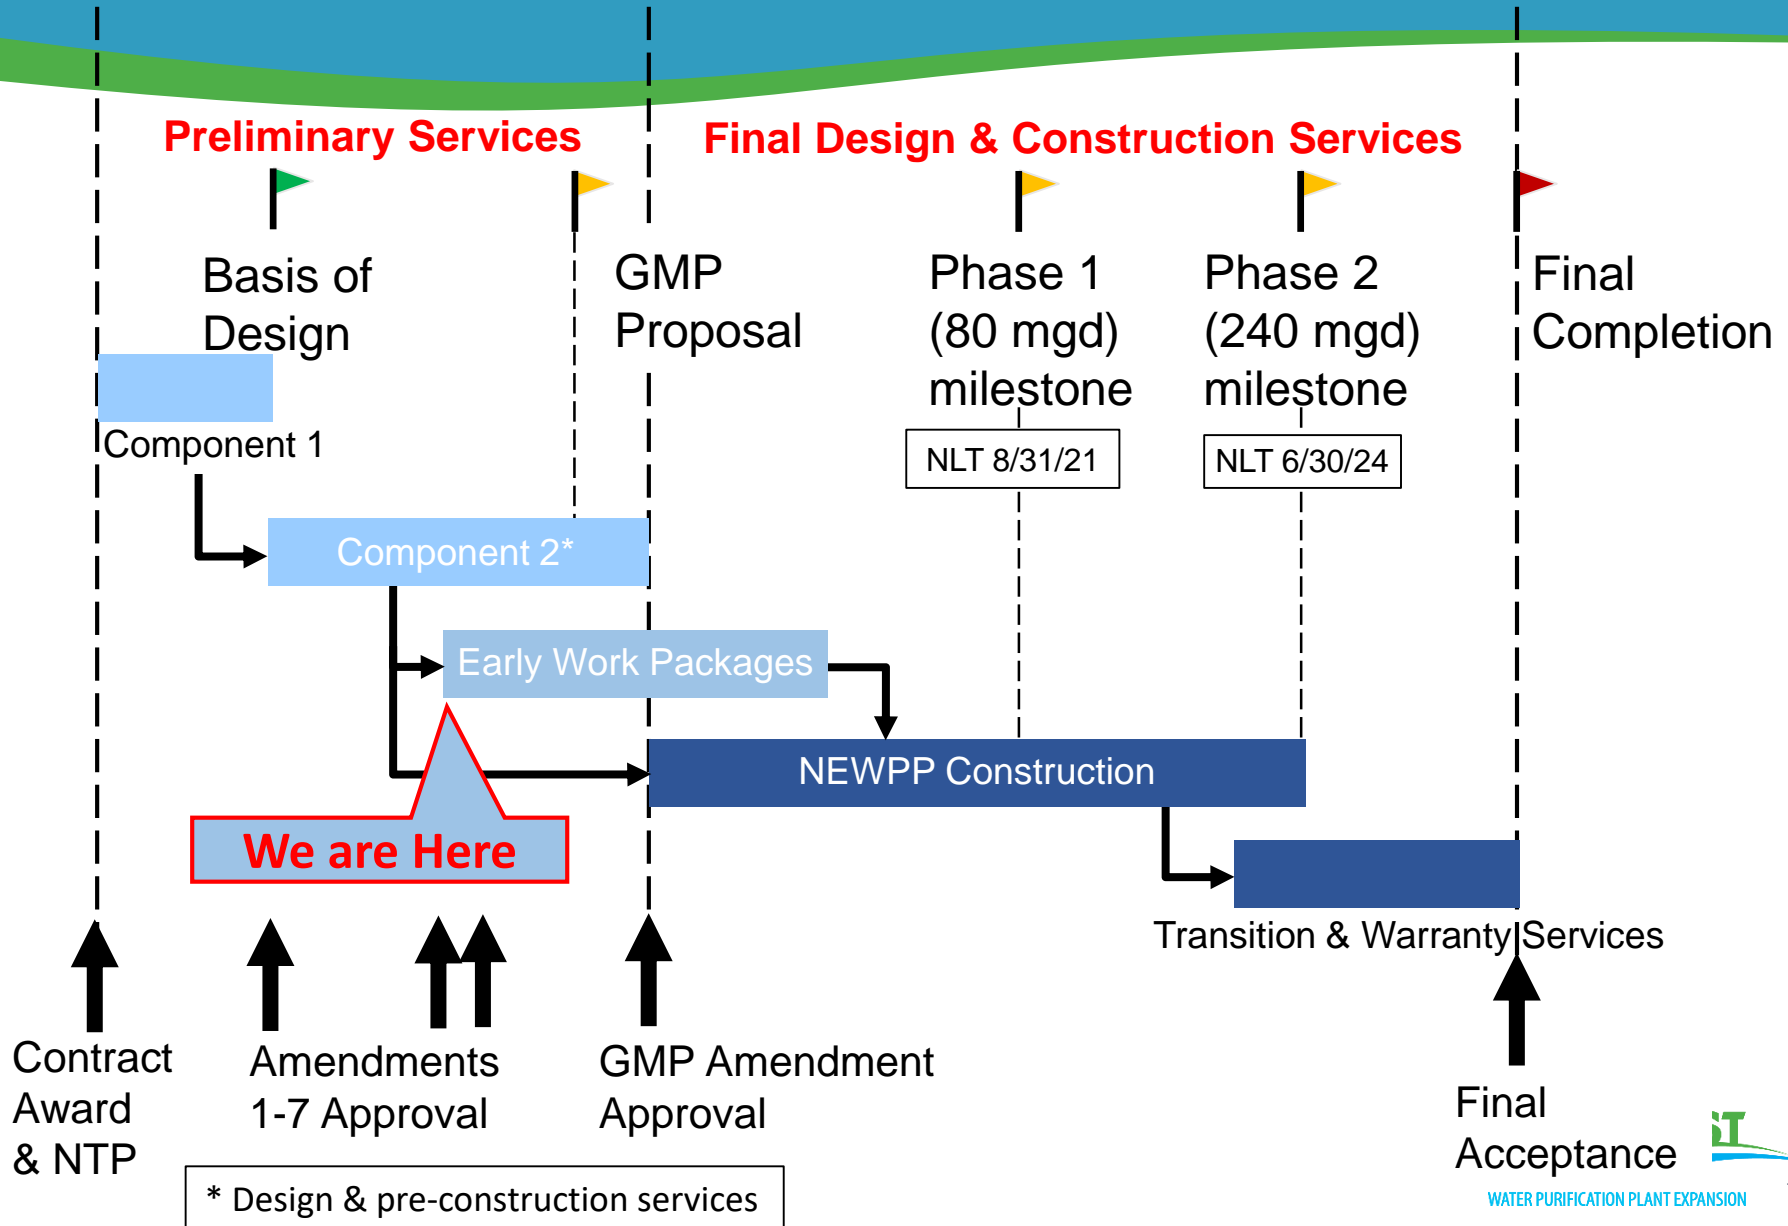 Preliminary Services
Final Design & Construction Services
Basis of
Design
GMP
Proposal
Phase 1
(80 mgd)
milestone
Phase 2
(240 mgd)
milestone
Final
Completion
NLT 8/31/21
NLT 6/30/24
Component 1
Component 2*
Early Work Packages
NEWPP Construction
We are Here
Transition & Warranty Services
Contract
Award
& NTP
Amendments
1-7 Approval
GMP Amendment
Approval
Final
Acceptance
* Design & pre-construction services
ST
WATER PURIFICATION PLANT EXPANSION